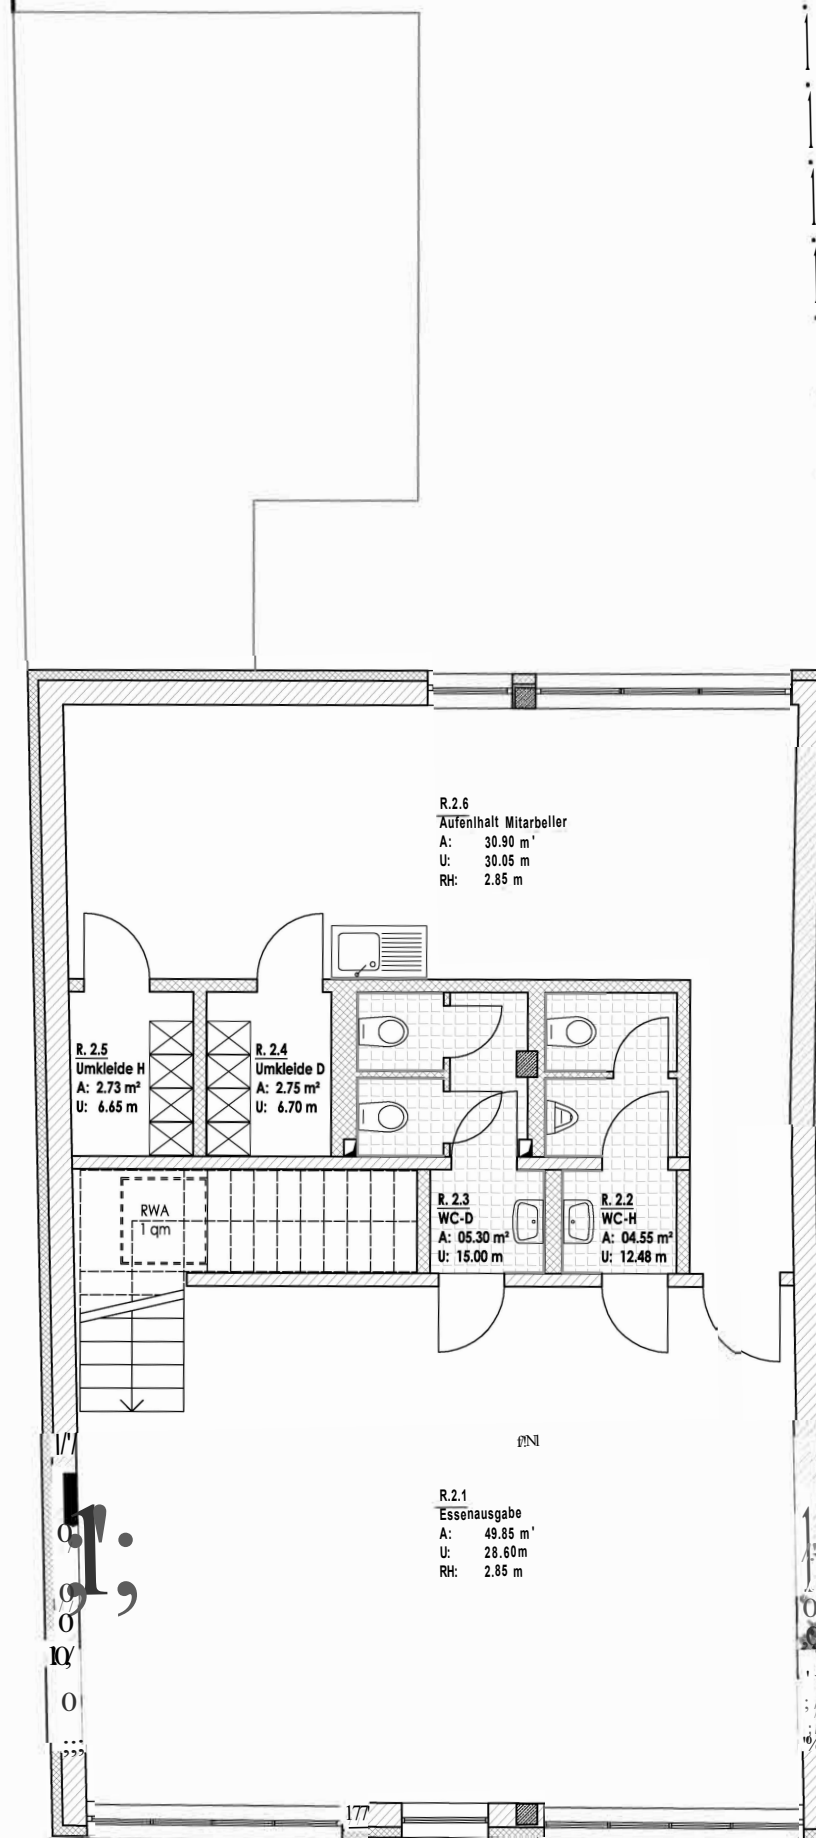 R.2.6
Aufenlhalt Mitarbeller
A: 30.90 m'
U: 30.05 m
RH: 2.85 m
R. 2.5
Umkleide H
A: 2.73 m²
U: 6.65 m
R. 2.4
Umkleide D
A: 2.75 m²
U: 6.70 m
RWA
1 qm
R. 2.3
WC-D
A: 05.30 m²
U: 15.00 m
R. 2.2
WC-H
A: 04.55 m²
U: 12.48 m
R.2.1
Essenausgabe
A: 49.85 m'
U: 28.60m
RH: 2.85 m
177'